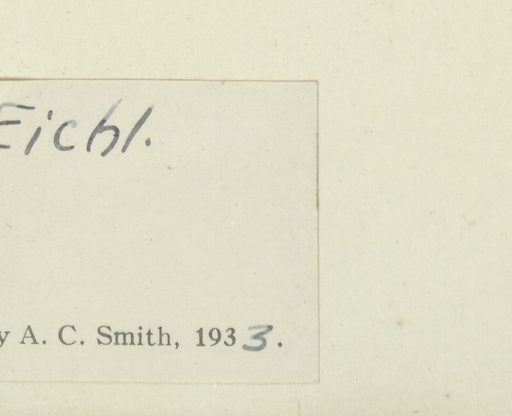 Eichl.
y A. C. Smith, 1933.